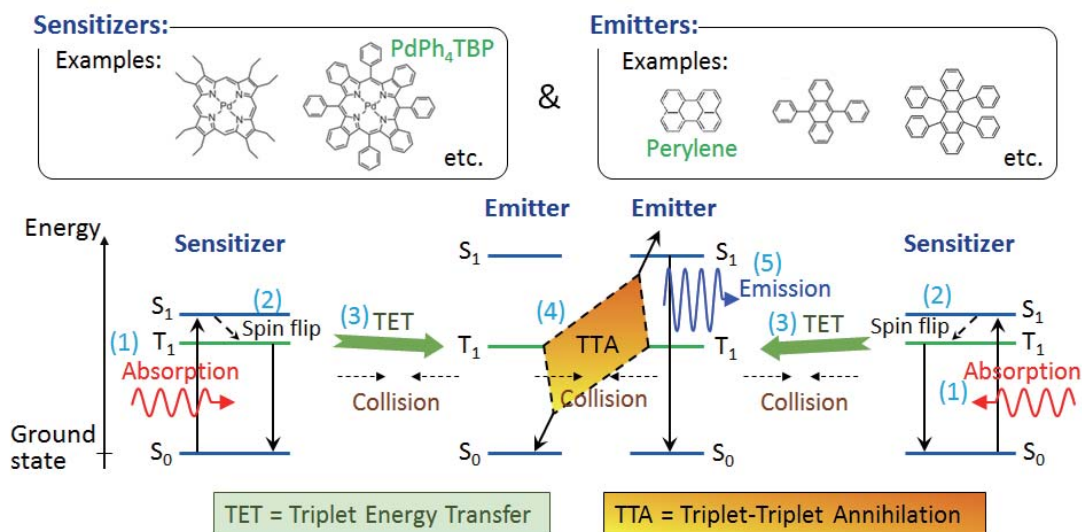 Sensitizers:
Examples:
PdPh₄TBP
Pd
N
N
N
N
Pd
N
N
N
N
etc.
&
Emitters:
Examples:
Perylene
etc.
Energy
Ground
state
Sensitizer
S₁
T₁
S₀
(1)
Absorption
(2)
Spin flip
(3) TET
Collision
Emitter
S₁
T₁
S₀
(4)
TTA
Collision
Emitter
S₁
T₁
S₀
(5)
Emission
(3) TET
Collision
Sensitizer
(2)
Spin flip
S₁
T₁
S₀
Absorption
(1)
TET = Triplet Energy Transfer
TTA = Triplet-Triplet Annihilation